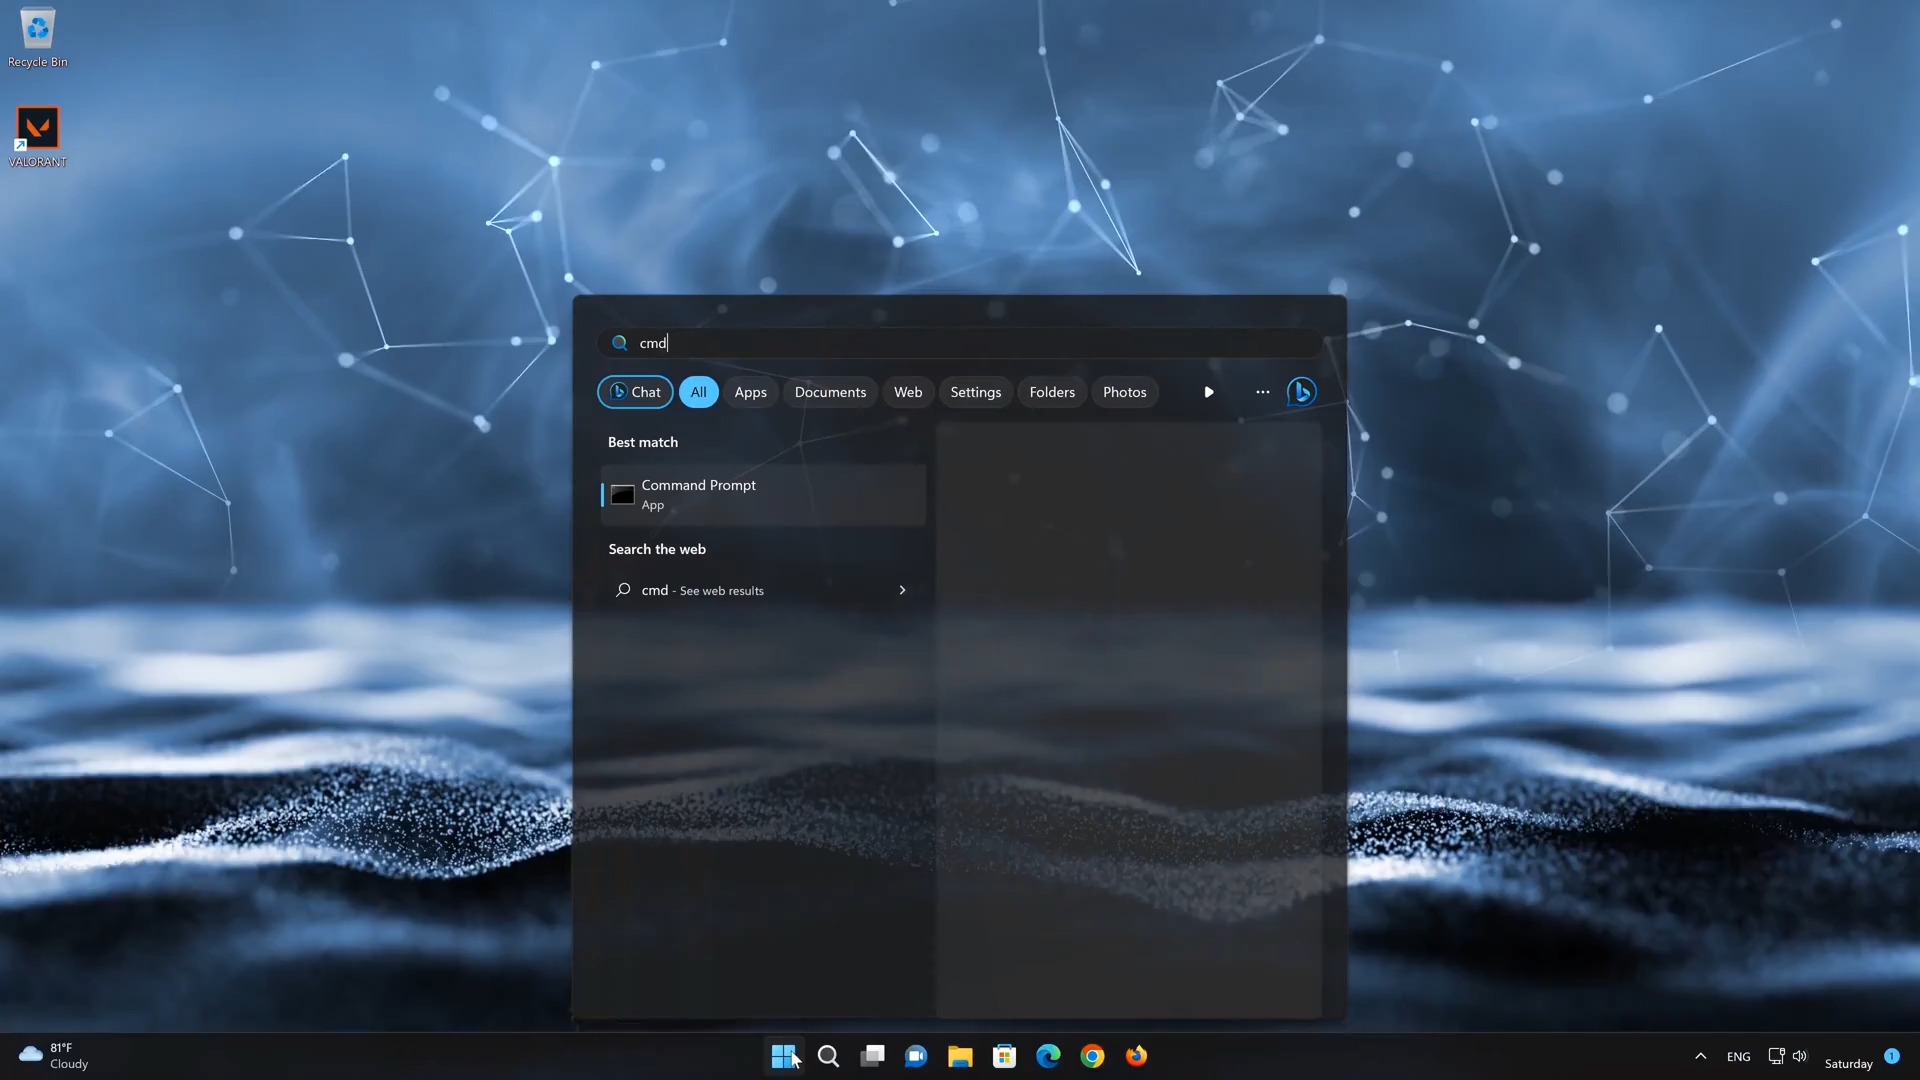 Recycle Bin
VALORANT
cmd
Chat
All
Apps
Documents
Web
Settings
Folders
Photos
Best match
Command Prompt
App
Search the web
cmd - See web results
81°F
Cloudy
ENG
Saturday
1